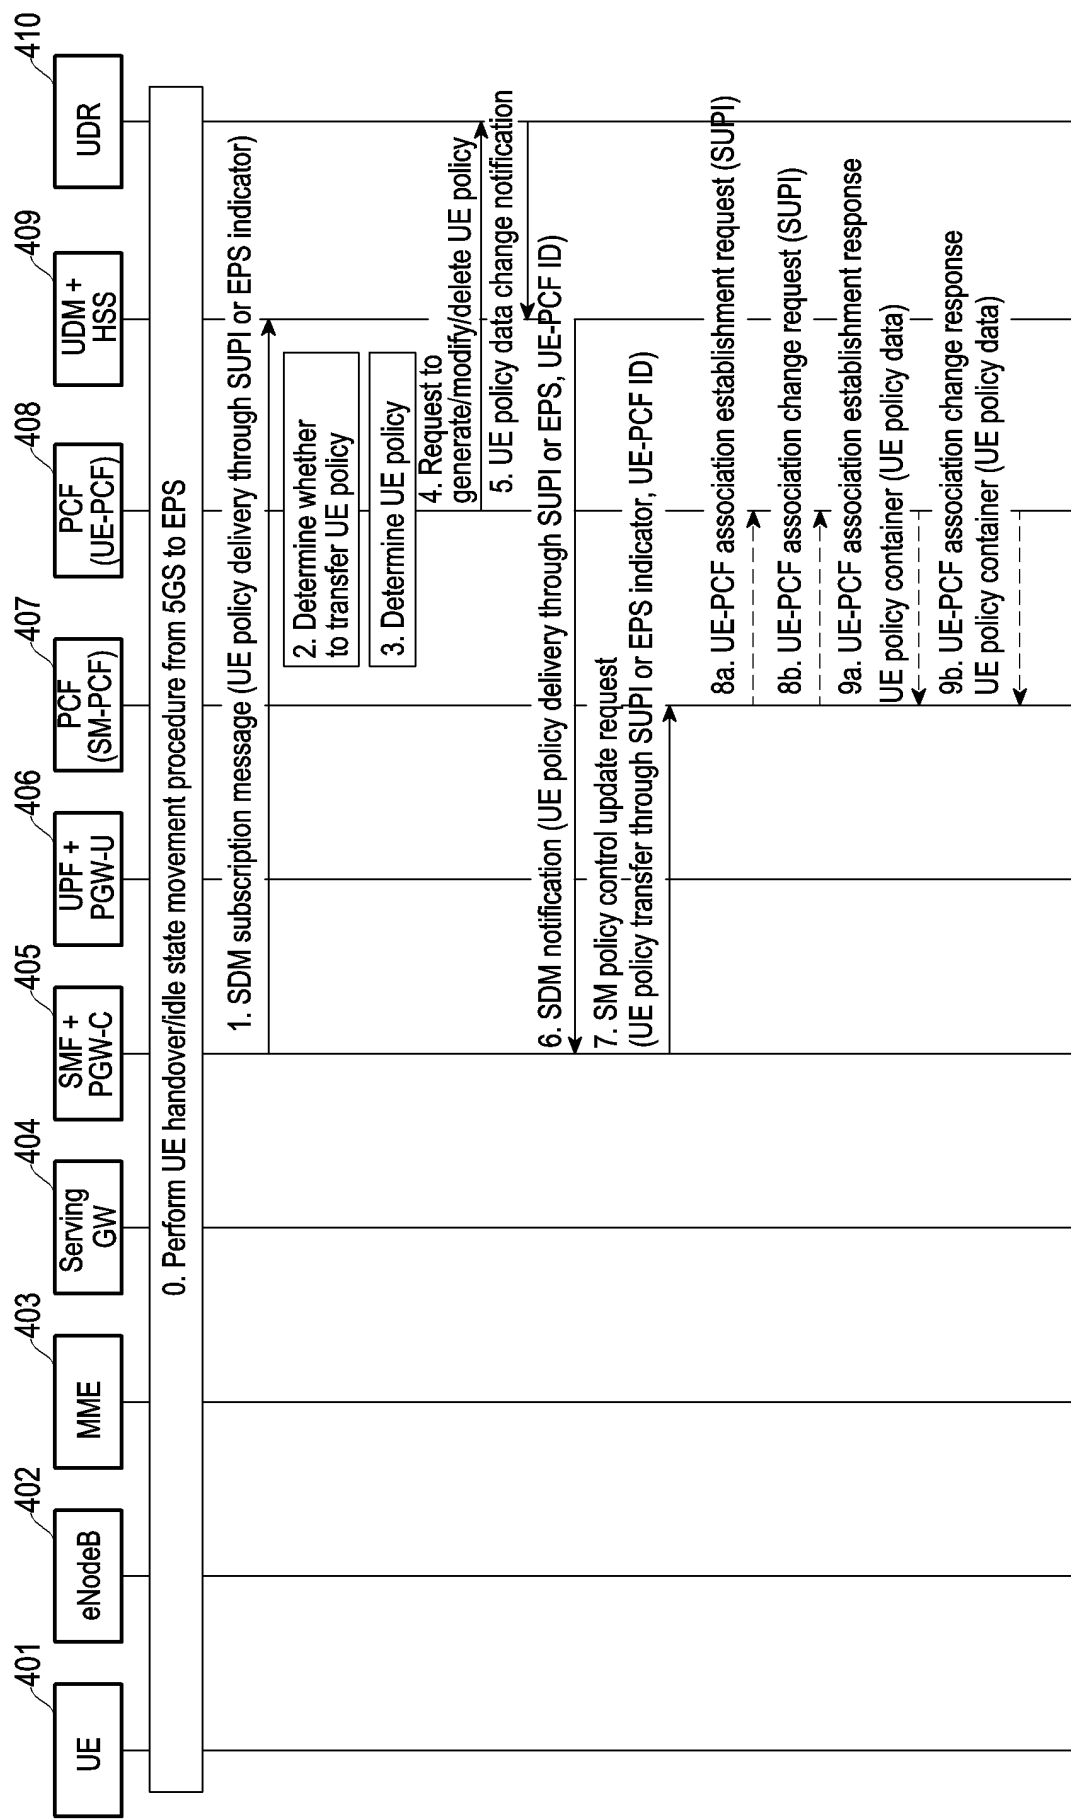 401
402
403
404
405
406
407
408
409
410
UE
eNodeB
MME
Serving
GW
SMF +
PGW-C
UPF +
PGW-U
PCF
(SM-PCF)
PCF
(UE-PCF)
UDM +
HSS
UDR
0. Perform UE handover/idle state movement procedure from 5GS to EPS
1. SDM subscription message (UE policy delivery through SUPI or EPS indicator)
2. Determine whether
to transfer UE policy
3. Determine UE policy
4. Request to
generate/modify/delete UE policy
5. UE policy data change notification
6. SDM notification (UE policy delivery through SUPI or EPS, UE-PCF ID)
7. SM policy control update request
(UE policy transfer through SUPI or EPS indicator, UE-PCF ID)
8a. UE-PCF association establishment request (SUPI)
8b. UE-PCF association change request (SUPI)
9a. UE-PCF association establishment response
UE policy container (UE policy data)
9b. UE-PCF association change response
UE policy container (UE policy data)